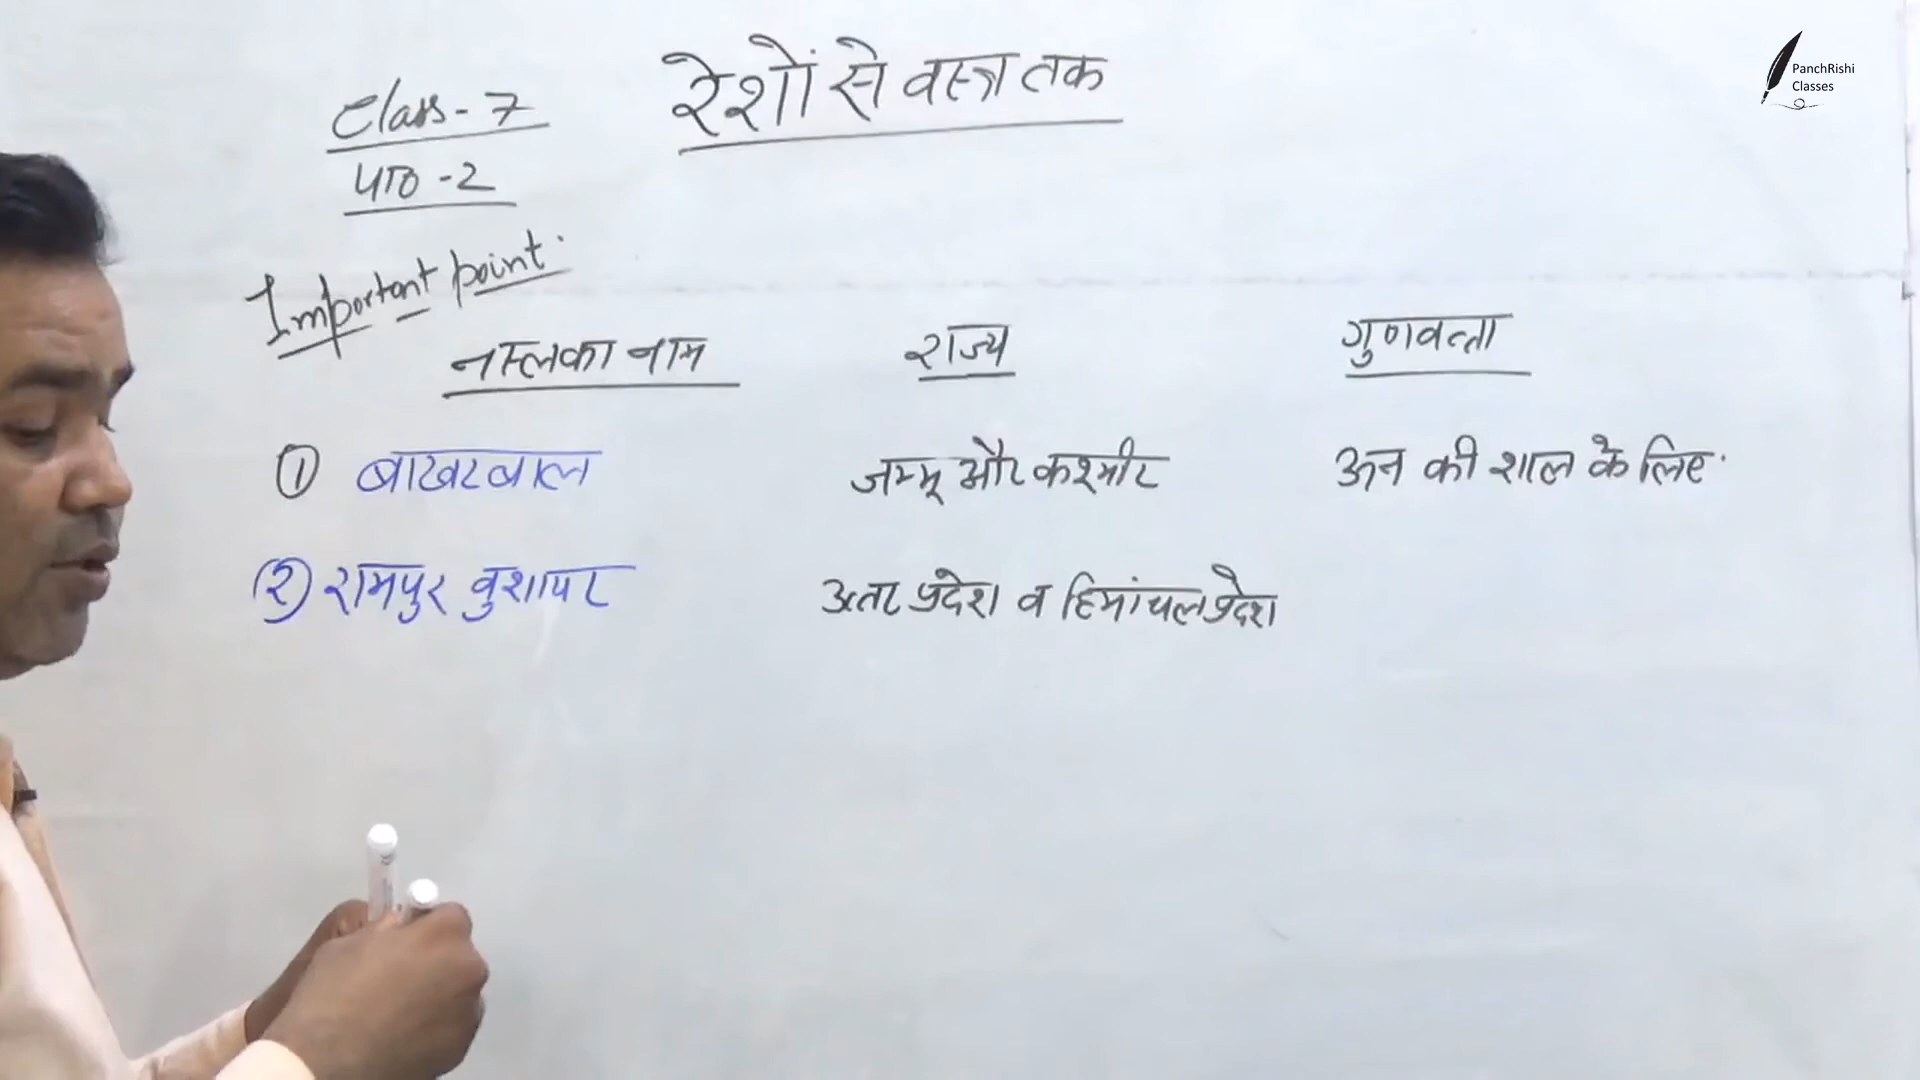 रेशों से वस्त्र तक
PanchRishi
Classes
Class - 7
पाठ - 2
Important point.
नस्ल का नाम राज्य गुणवत्ता
① बाखरवाल जम्मू और कश्मीर ऊन की शाल के लिए.
(२) रामपुर बुशायर उत्तर प्रदेश व हिमांचल प्रदेश